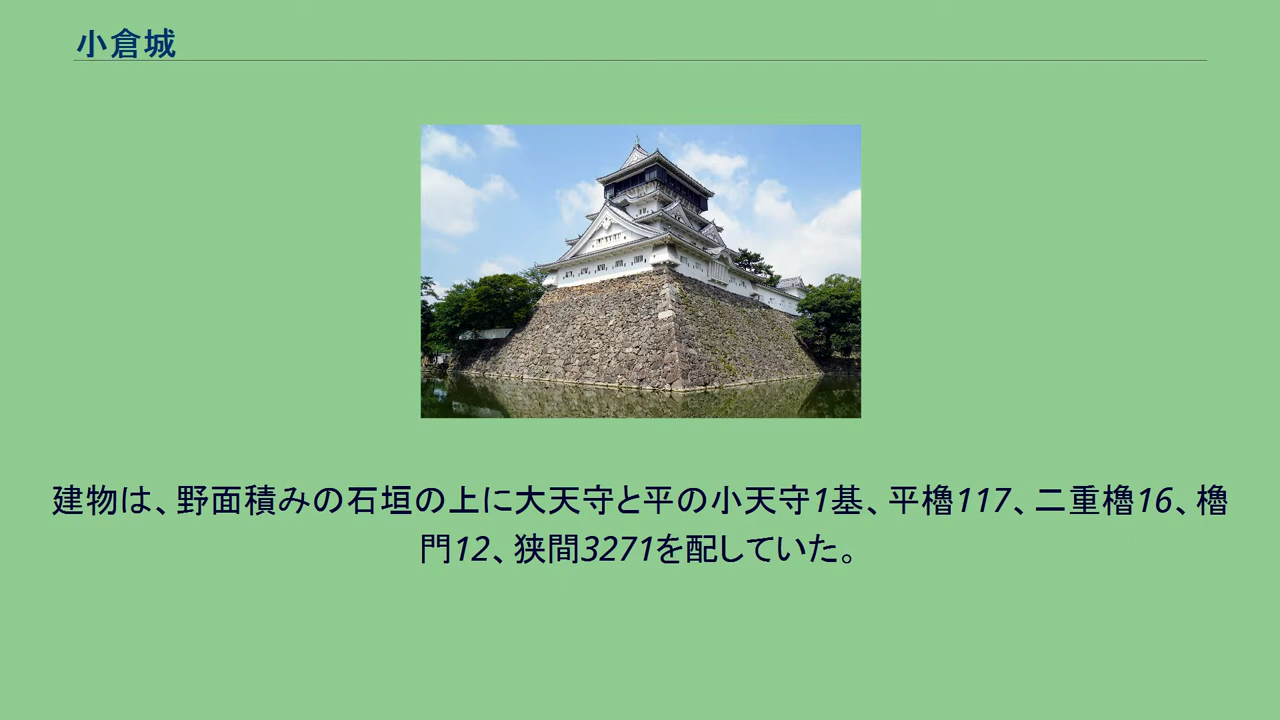 小倉城
建物は、野面積みの石垣の上に大天守と平の小天守1基、平櫓117、二重櫓16、櫓
門12、狭間3271を配していた。